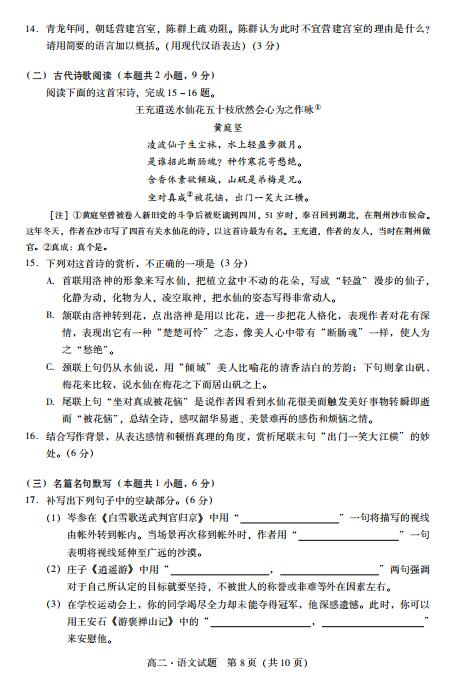 14. 青龙年间，朝廷营建宫室，陈群上疏劝阻。陈群认为此时不宜营建宫室的理由是什么？
请用简要的语言加以概括。(用现代汉语表达)(3 分)
(二) 古代诗歌阅读 (本题共 2 小题，9 分)
阅读下面的这首宋诗，完成 15～16 题。
王充道送水仙花五十枝欣然会心为之作咏①
黄庭坚
凌波仙子生尘袜，水上轻盈步微月。
是谁招此断肠魂？种作寒花寄愁绝。
含香体素欲倾城，山矾是弟梅是兄。
坐对真成②被花恼，出门一笑大江横。
[注] ①黄庭坚曾被卷入新旧党的斗争后被贬谪到四川，51 岁时，奉召回到湖北，在荆州沙市候命。
这年冬天，作者在沙市写了四首有关水仙花的诗，以这首诗最为有名。王充道，作者的友人，当时在荆州做
官。②真成：真个是。
15. 下列对这首诗的赏析，不正确的一项是 (3 分)
A. 首联用洛神的形象来写水仙，把植立盆中不动的花朵，写成“轻盈”漫步的仙子，
化静为动，化物为人，凌空取神，把水仙的姿态写得非常动人。
B. 颔联由洛神转到花，点出洛神是用以比花，进一步把花人格化，表现作者对花有深
情，表现出它有一种“楚楚可怜”之态，像美人心中带有“断肠魂”一样，使人为
之“愁绝”。
C. 颈联上句仍从水仙说，用“倾城”美人比喻花的清香洁白的芳韵；下句则拿山矾、
梅花来比较，说水仙在梅花之下而居山矾之上。
D. 尾联上句“坐对真成被花恼”是说作者因看到水仙花很美而触发美好事物转瞬即逝
而“被花恼”，总结全诗，感叹韶华易逝、美景难再的感伤和烦恼之情。
16. 结合写作背景，从表达感情和顿悟真理的角度，赏析尾联末句“出门一笑大江横”的妙
处。(6 分)
(三) 名篇名句默写 (本题共 1 小题，6 分)
17. 补写出下列句子中的空缺部分。(6 分)
(1) 岑参在《白雪歌送武判官归京》中用“____________”一句将描写的视线
由帐外转到帐内。当场景再次移到帐外时，作者用“____________”一句
表明将视线延伸至广远的沙漠。
(2) 庄子《逍遥游》中用“____________，____________”两句强调
对于自己所认定的目标就要坚持，不被世人的称誉或非难等外在因素左右。
(3) 在学校运动会上，你的同学竭尽全力却未能夺得冠军，他深感遗憾。此时，你可以
用王安石《游褒禅山记》中的“____________，____________”
来安慰他。
高二·语文试题 第 8 页 (共 10 页)